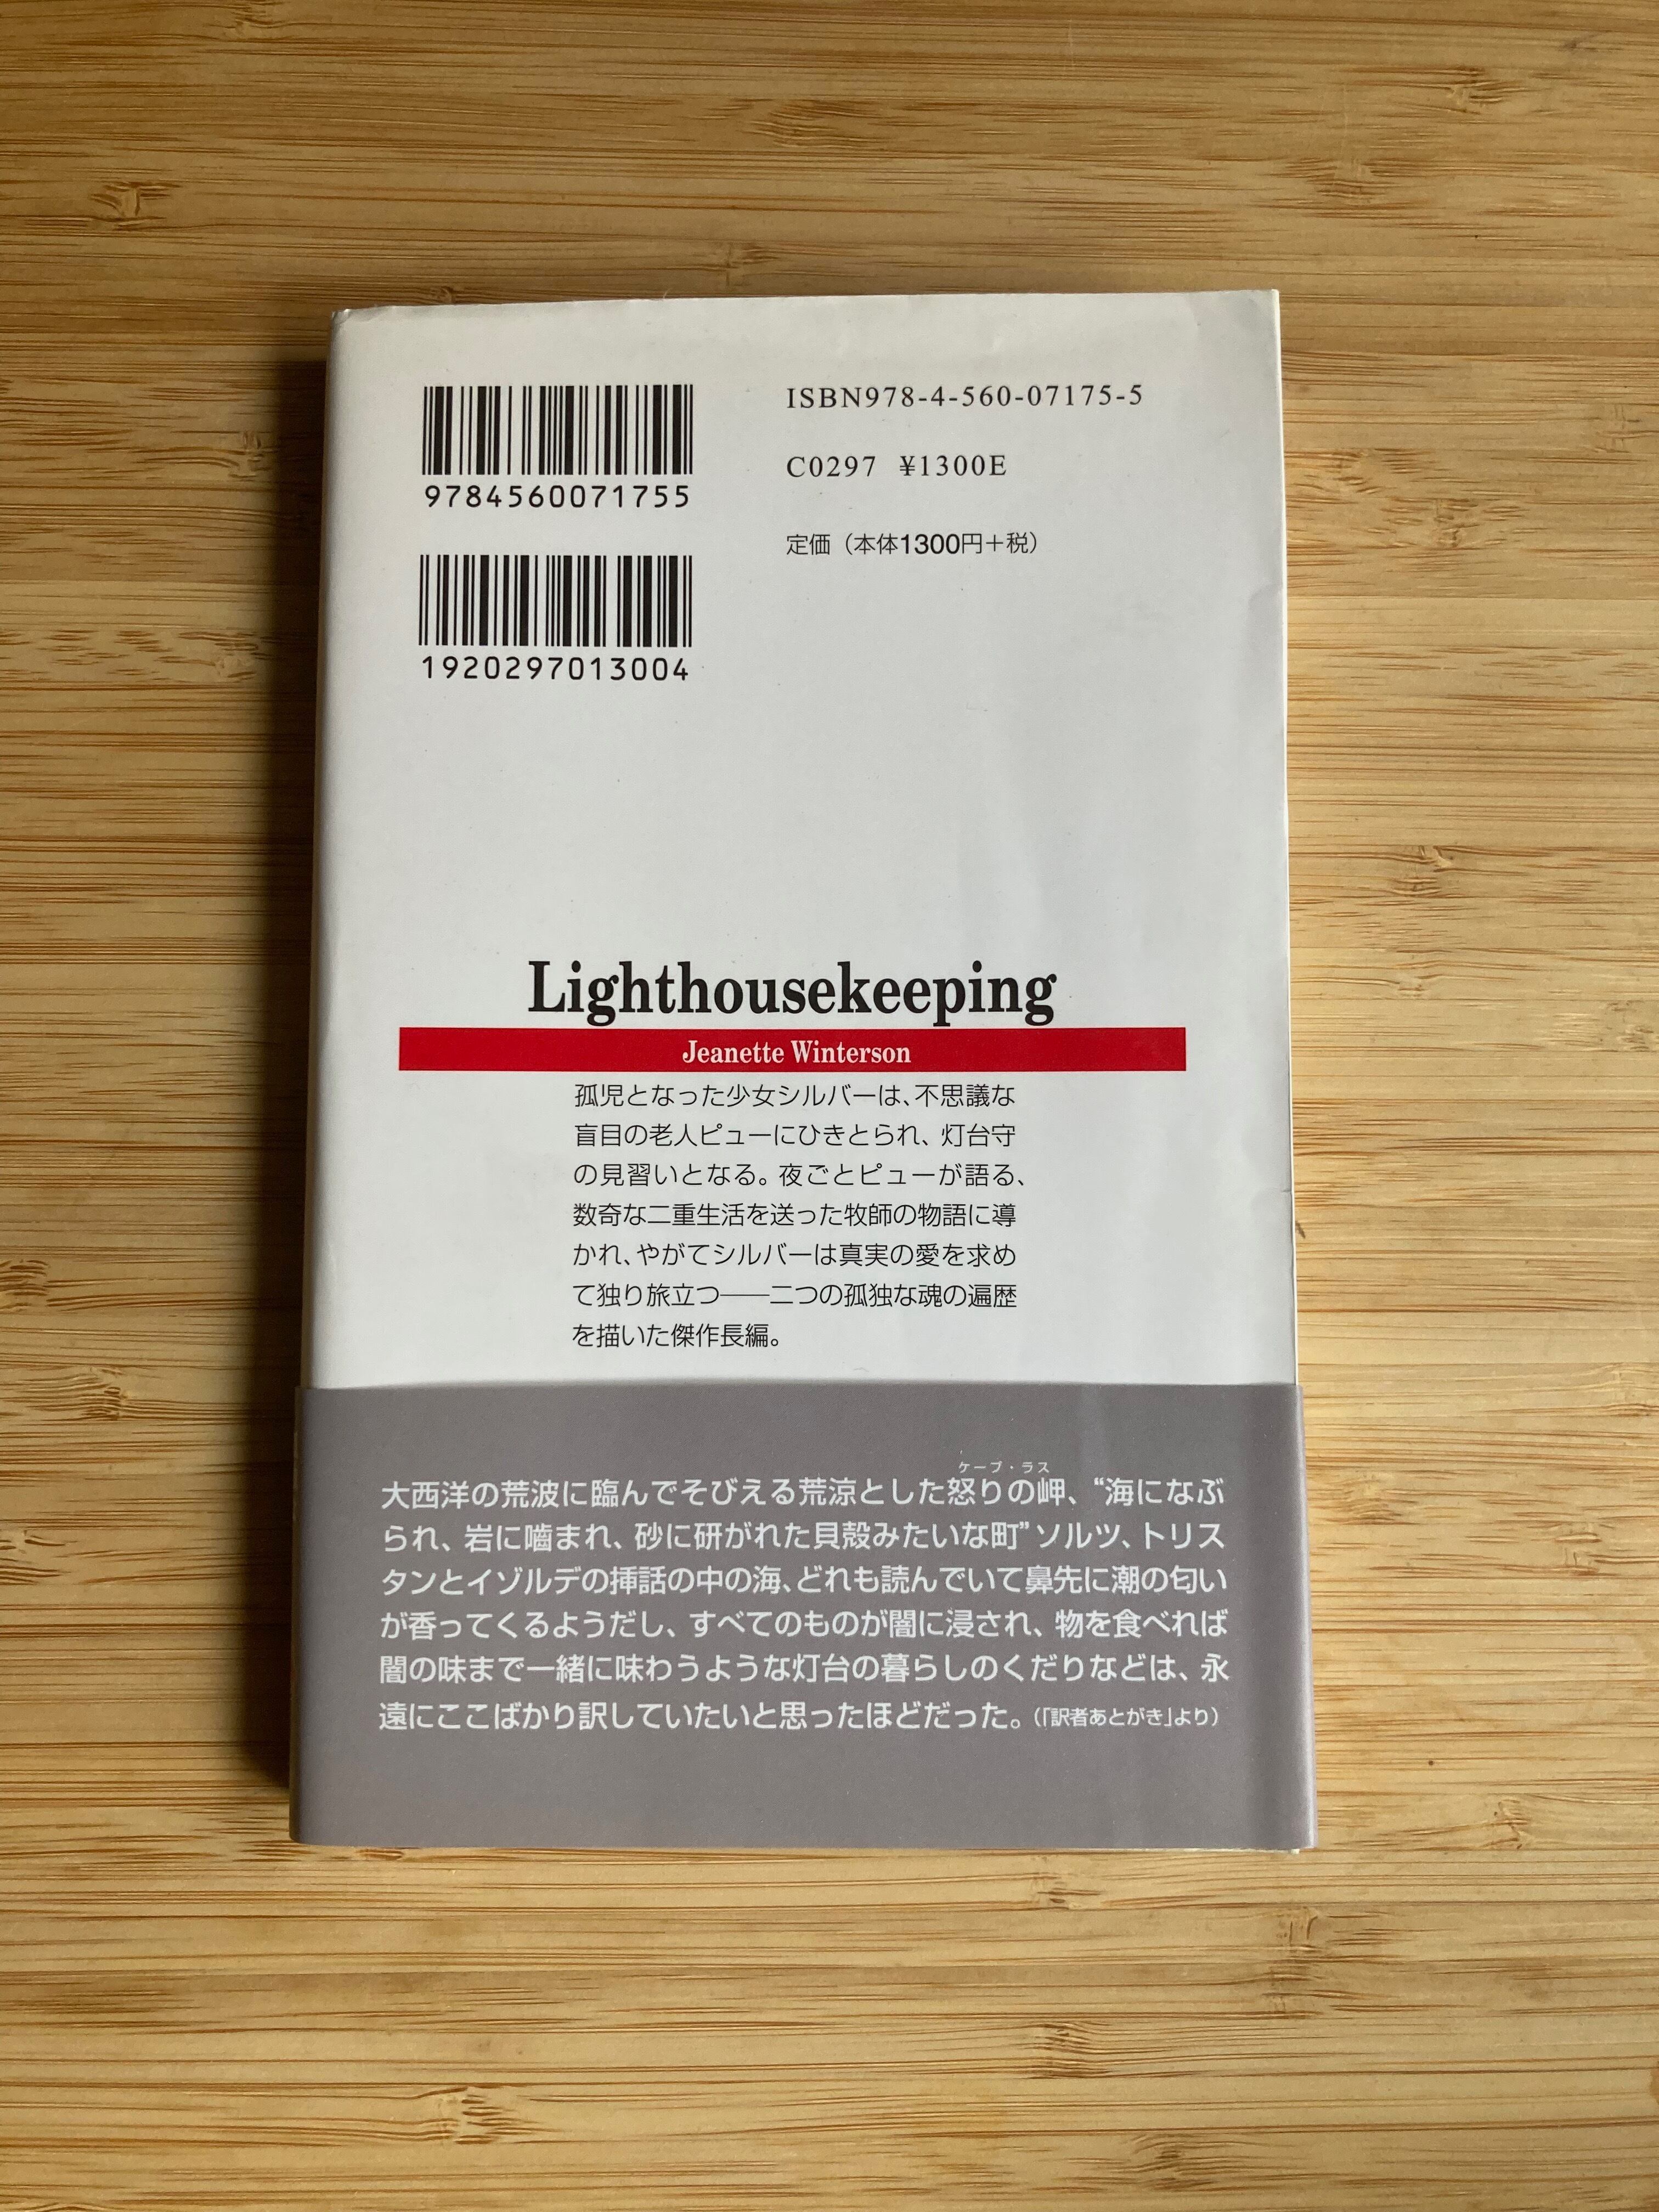 9784560071755
1920297013004
ISBN978-4-560-07175-5
C0297 ¥1300E
定価（本体1300円+税）
Lighthousekeeping
Jeanette Winterson
孤児となった少女シルバーは、不思議な
盲目の老人ピューにひきとられ、灯台守
の見習いとなる。夜ごとピューが語る、
数奇な二重生活を送った牧師の物語に導
かれ、やがてシルバーは真実の愛を求め
て独り旅立つ――二つの孤独な魂の遍歴
を描いた傑作長編。
ケープ・ラス
大西洋の荒波に臨んでそびえる荒涼とした怒りの岬、“海になぶ
られ、岩に嚙まれ、砂に研がれた貝殻みたいな町”ソルツ、トリス
タンとイゾルデの挿話の中の海、どれも読んでいて鼻先に潮の匂い
が香ってくるようだし、すべてのものが闇に浸され、物を食べれば
闇の味まで一緒に味わうような灯台の暮らしのくだりなどは、永
遠にここばかり訳していたいと思ったほどだった。（「訳者あとがき」より）